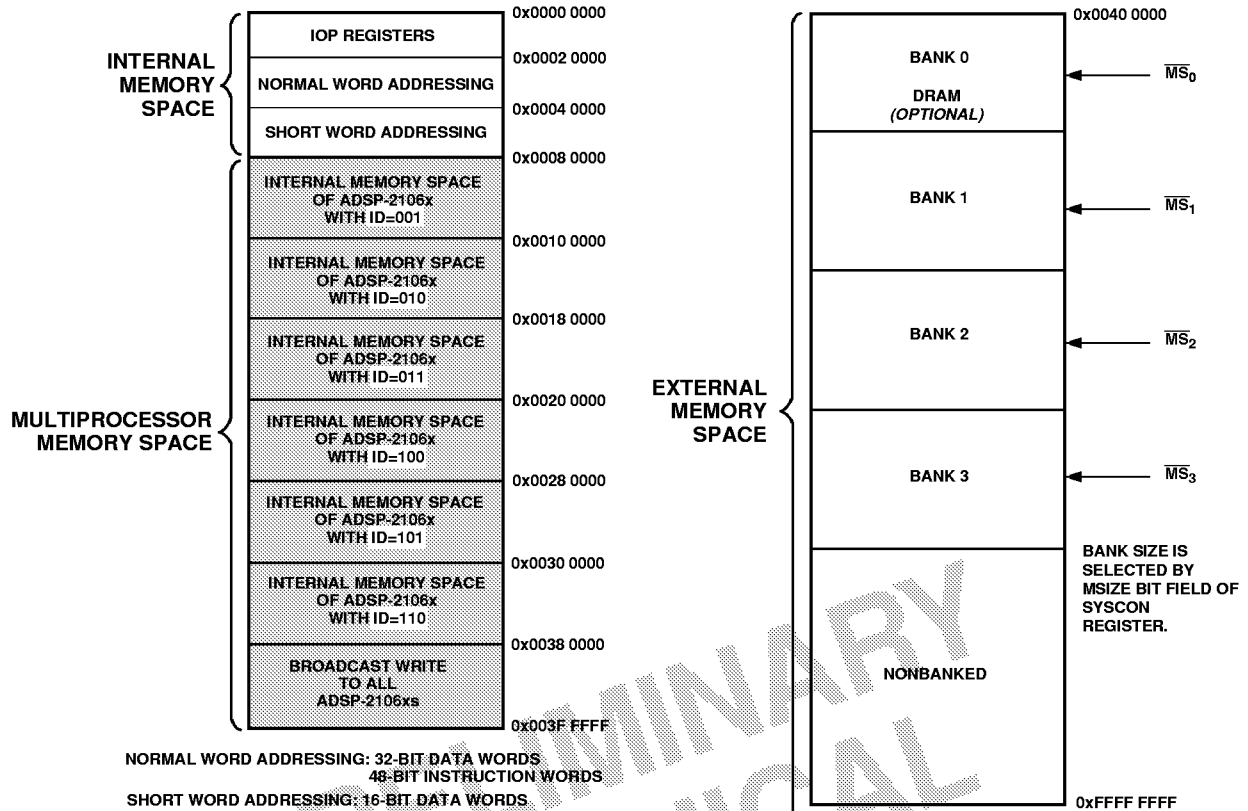 0x0000 0000
IOP REGISTERS
0x0002 0000
INTERNAL
MEMORY
SPACE
NORMAL WORD ADDRESSING
0x0004 0000
SHORT WORD ADDRESSING
0x0008 0000
INTERNAL MEMORY SPACE
OF ADSP-2106x
WITH ID=001
0x0010 0000
INTERNAL MEMORY SPACE
OF ADSP-2106x
WITH ID=010
0x0018 0000
INTERNAL MEMORY SPACE
OF ADSP-2106x
WITH ID=011
0x0020 0000
MULTIPROCESSOR
MEMORY SPACE
INTERNAL MEMORY SPACE
OF ADSP-2106x
WITH ID=100
0x0028 0000
INTERNAL MEMORY SPACE
OF ADSP-2106x
WITH ID=101
0x0030 0000
INTERNAL MEMORY SPACE
OF ADSP-2106x
WITH ID=110
0x0038 0000
BROADCAST WRITE
TO ALL
ADSP-2106xs
0x003F FFFF
NORMAL WORD ADDRESSING: 32-BIT DATA WORDS
48-BIT INSTRUCTION WORDS
SHORT WORD ADDRESSING: 16-BIT DATA WORDS
0x0040 0000
BANK 0
DRAM
(OPTIONAL)
MS0
BANK 1
MS1
BANK 2
MS2
EXTERNAL
MEMORY
SPACE
BANK 3
MS3
BANK SIZE IS
SELECTED BY
MSIZE BIT FIELD OF
SYSCON
REGISTER.
NONBANKED
0xFFFF FFFF
PRELIMINARY